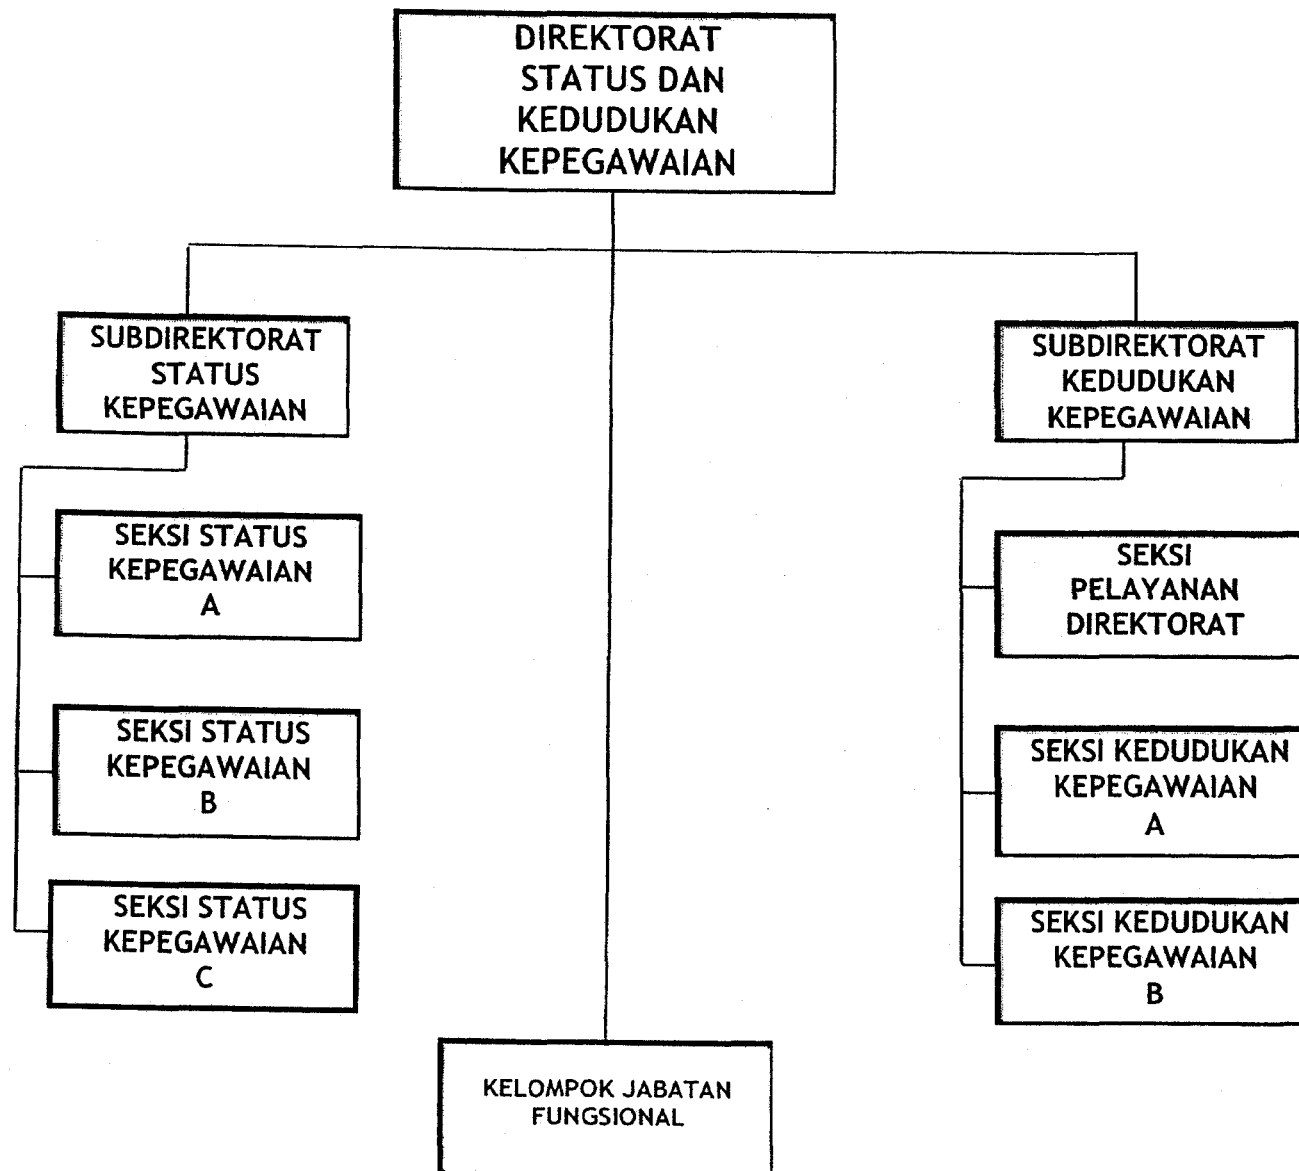 DIREKTORAT
STATUS DAN
KEDUDUKAN
KEPEGAWAIAN
SUBDIREKTORAT
STATUS
KEPEGAWAIAN
SEKSI STATUS
KEPEGAWAIAN
A
SEKSI STATUS
KEPEGAWAIAN
B
SEKSI STATUS
KEPEGAWAIAN
C
SUBDIREKTORAT
KEDUDUKAN
KEPEGAWAIAN
SEKSI
PELAYANAN
DIREKTORAT
SEKSI KEDUDUKAN
KEPEGAWAIAN
A
SEKSI KEDUDUKAN
KEPEGAWAIAN
B
KELOMPOK JABATAN
FUNGSIONAL